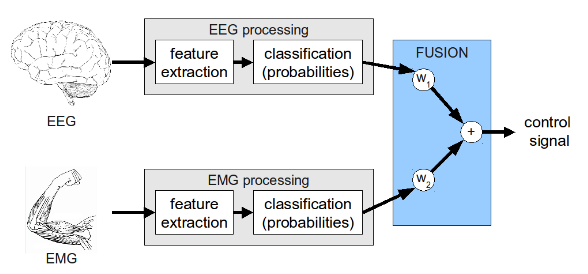 EEG processing
feature
extraction
classification
(probabilities)
EEG
FUSION
w1
+
control
signal
w2
EMG processing
feature
extraction
classification
(probabilities)
EMG